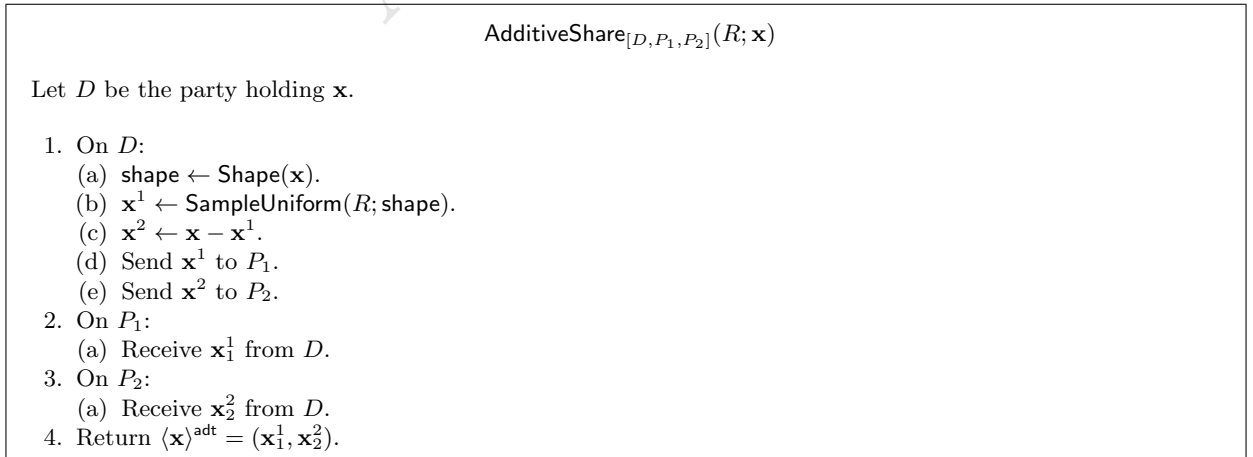 AdditiveShare[D,P₁,P₂](R; x)
Let D be the party holding x.
1. On D:
(a) shape ← Shape(x).
(b) x¹ ← SampleUniform(R; shape).
(c) x² ← x − x¹.
(d) Send x¹ to P₁.
(e) Send x² to P₂.
2. On P₁:
(a) Receive x¹₁ from D.
3. On P₂:
(a) Receive x²₂ from D.
4. Return ⟨x⟩ᵃᵈᵗ = (x¹₁, x²₂).